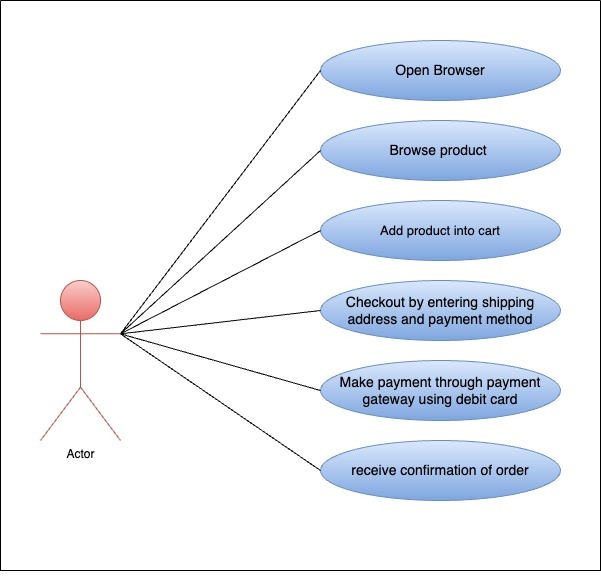 Open Browser
Browse product
Add product into cart
Checkout by entering shipping
address and payment method
Make payment through payment
gateway using debit card
receive confirmation of order
Actor